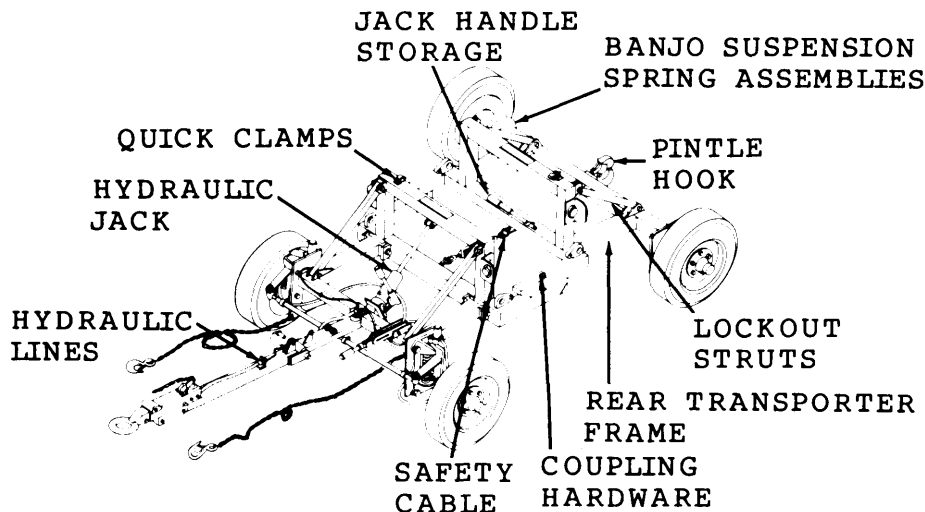 JACK HANDLE
STORAGE
BANJO SUSPENSION
SPRING ASSEMBLIES
QUICK CLAMPS
PINTLE
HOOK
HYDRAULIC
JACK
HYDRAULIC
LINES
LOCKOUT
STRUTS
REAR TRANSPORTER
FRAME
SAFETY
CABLE
COUPLING
HARDWARE